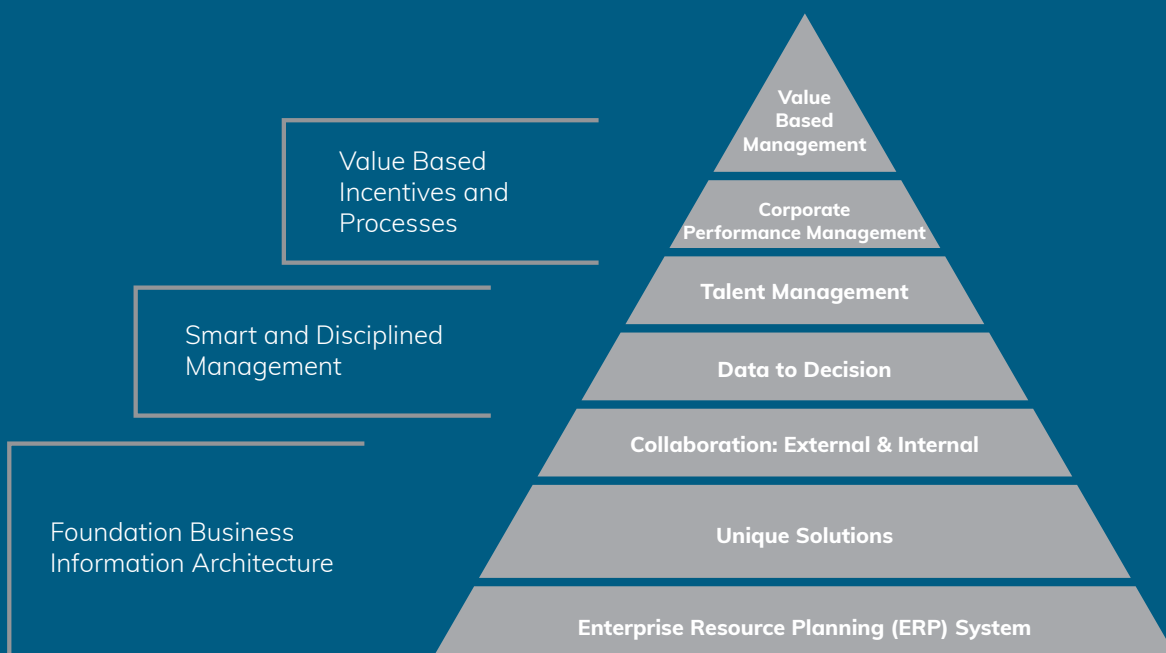 Value
Based
Management
Value Based
Incentives and
Processes
Corporate
Performance Management
Talent Management
Smart and Disciplined
Management
Data to Decision
Collaboration: External & Internal
Foundation Business
Information Architecture
Unique Solutions
Enterprise Resource Planning (ERP) System